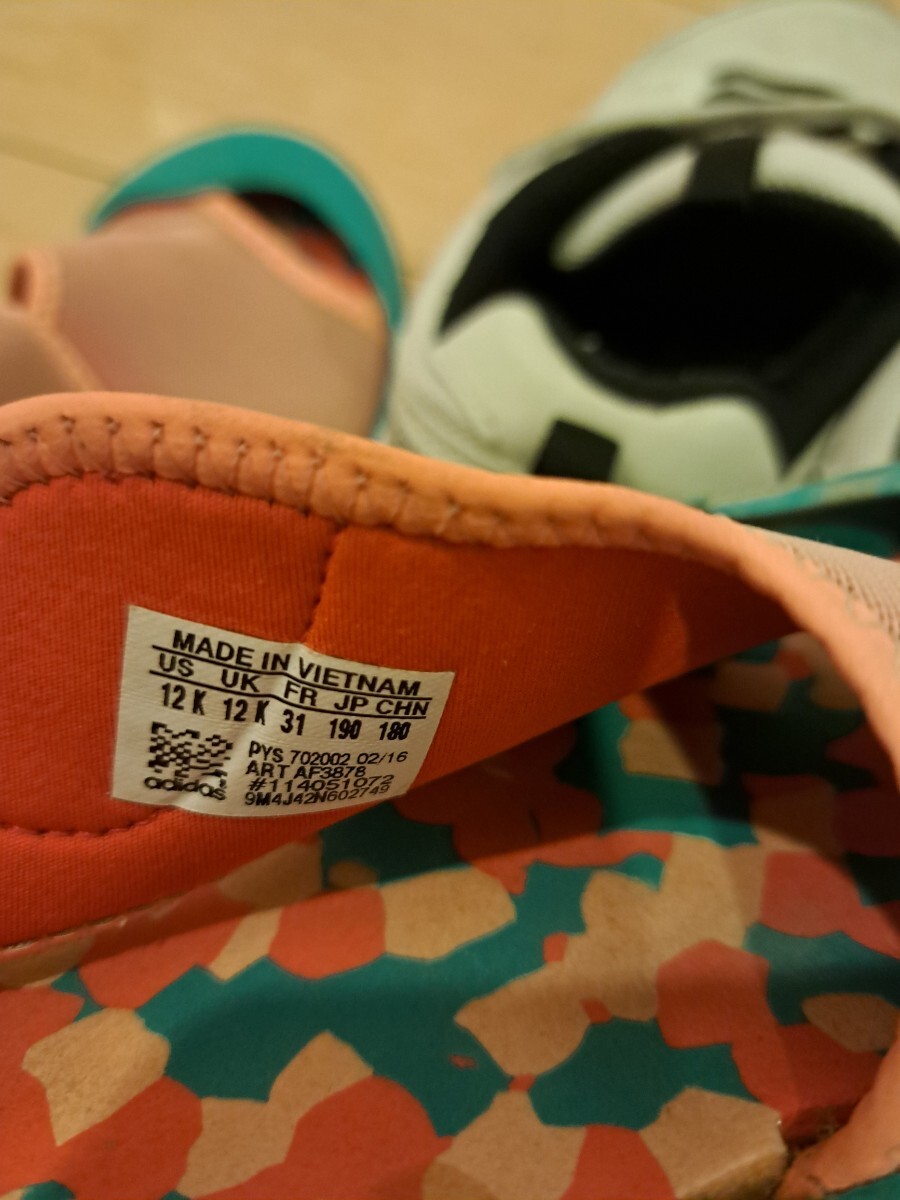 MADE IN VIETNAM
US UK FR JP CHN
12 K 12 K 31 190 180
PYS 702002 02/16
ART AF3878
#114051072
adidas 9M4J42N602749